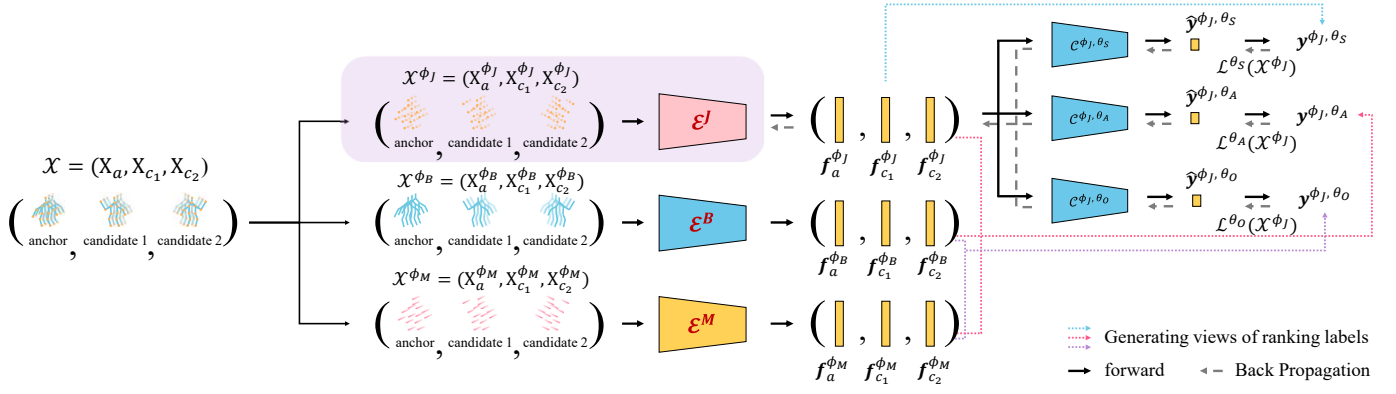 𝒳 = (X_a, X_{c_1}, X_{c_2})
( anchor , candidate 1 , candidate 2 )
𝒳^{ϕ_J} = (X_a^{ϕ_J}, X_{c_1}^{ϕ_J}, X_{c_2}^{ϕ_J})
( anchor , candidate 1 , candidate 2 )
ℰ^J
( , , )
f_a^{ϕ_J} f_{c_1}^{ϕ_J} f_{c_2}^{ϕ_J}
𝒳^{ϕ_B} = (X_a^{ϕ_B}, X_{c_1}^{ϕ_B}, X_{c_2}^{ϕ_B})
( anchor , candidate 1 , candidate 2 )
ℰ^B
( , , )
f_a^{ϕ_B} f_{c_1}^{ϕ_B} f_{c_2}^{ϕ_B}
𝒳^{ϕ_M} = (X_a^{ϕ_M}, X_{c_1}^{ϕ_M}, X_{c_2}^{ϕ_M})
( anchor , candidate 1 , candidate 2 )
ℰ^M
( , , )
f_a^{ϕ_M} f_{c_1}^{ϕ_M} f_{c_2}^{ϕ_M}
𝒞^{ϕ_J, θ_S}
ŷ^{ϕ_J, θ_S}
y^{ϕ_J, θ_S}
ℒ^{θ_S}(𝒳^{ϕ_J})
𝒞^{ϕ_J, θ_A}
ŷ^{ϕ_J, θ_A}
y^{ϕ_J, θ_A}
ℒ^{θ_A}(𝒳^{ϕ_J})
𝒞^{ϕ_J, θ_O}
ŷ^{ϕ_J, θ_O}
y^{ϕ_J, θ_O}
ℒ^{θ_O}(𝒳^{ϕ_J})
Generating views of ranking labels
forward Back Propagation